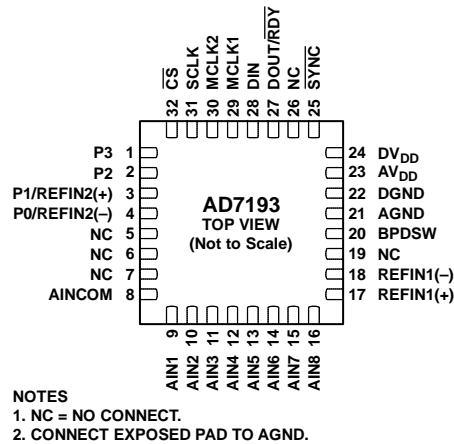 32 C̅S̅
31 SCLK
30 MCLK2
29 MCLK1
28 DIN
27 DOUT/R̅D̅Y̅
26 NC
25 S̅Y̅N̅C̅
P3 1
P2 2
P1/REFIN2(+) 3
P0/REFIN2(–) 4
NC 5
NC 6
NC 7
AINCOM 8
AD7193
TOP VIEW
(Not to Scale)
24 DVDD
23 AVDD
22 DGND
21 AGND
20 BPDSW
19 NC
18 REFIN1(–)
17 REFIN1(+)
AIN1 9
AIN2 10
AIN3 11
AIN4 12
AIN5 13
AIN6 14
AIN7 15
AIN8 16
NOTES
1. NC = NO CONNECT.
2. CONNECT EXPOSED PAD TO AGND.